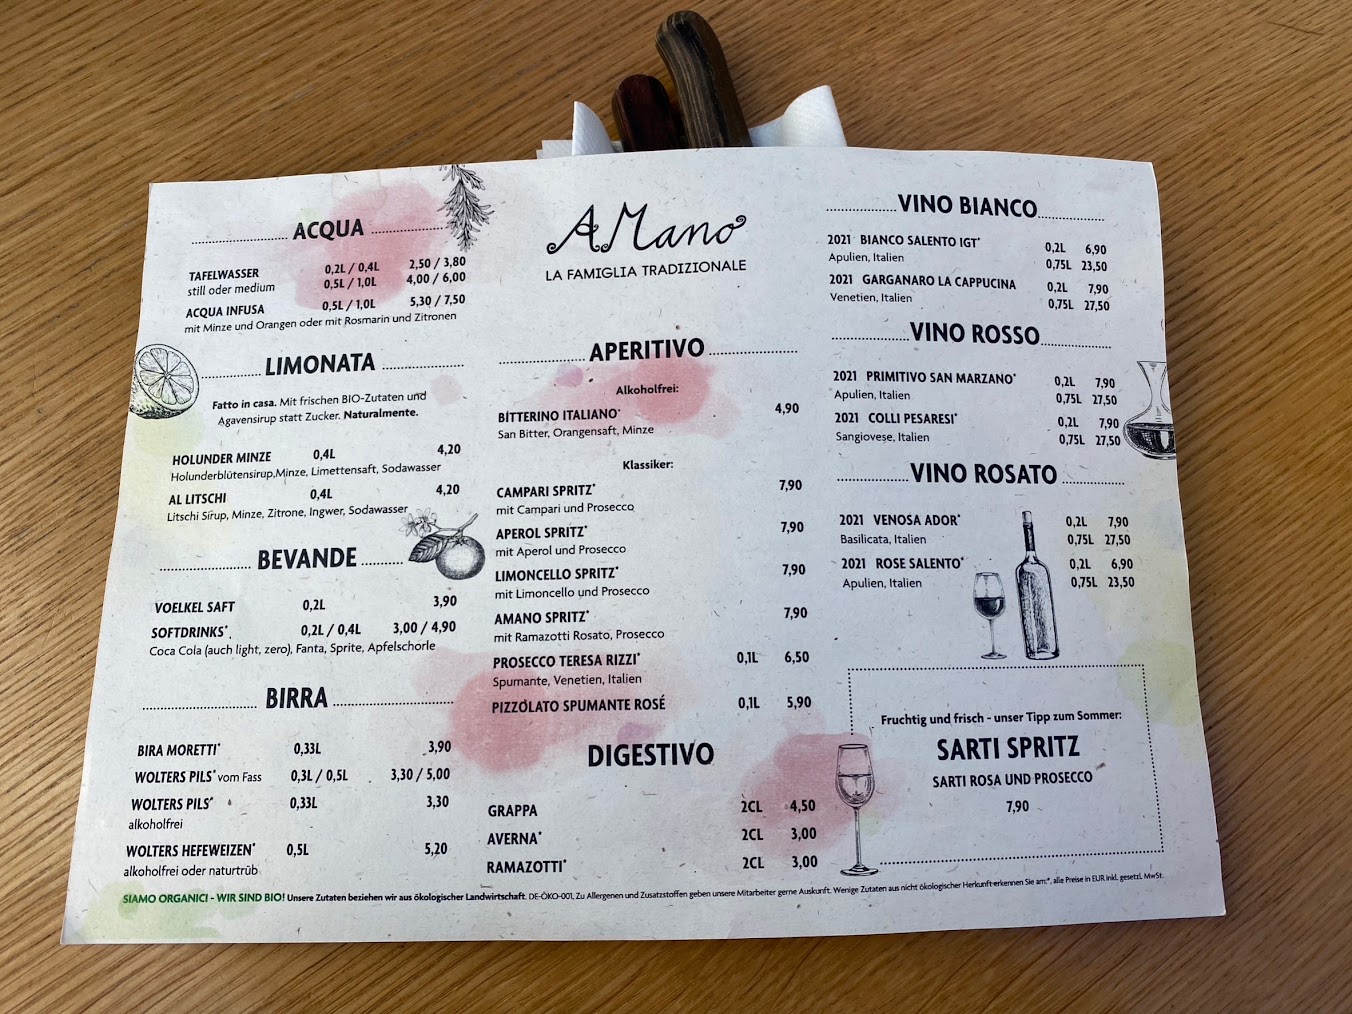 ACQUA
TAFELWASSER 0,2L / 0,4L 2,50 / 3,80
still oder medium 0,5L / 1,0L 4,00 / 6,00
ACQUA INFUSA 0,5L / 1,0L 5,30 / 7,50
mit Minze und Orangen oder mit Rosmarin und Zitronen
LIMONATA
Fatto in casa. Mit frischen BIO-Zutaten und
Agavensirup statt Zucker. Naturalmente.
HOLUNDER MINZE 0,4L 4,20
Holunderblütensirup,Minze, Limettensaft, Sodawasser
AL LITSCHI 0,4L 4,20
Litschi Sirup, Minze, Zitrone, Ingwer, Sodawasser
BEVANDE
VOELKEL SAFT 0,2L 3,90
SOFTDRINKS* 0,2L / 0,4L 3,00 / 4,90
Coca Cola (auch light, zero), Fanta, Sprite, Apfelschorle
BIRRA
BIRA MORETTI* 0,33L 3,90
WOLTERS PILS* vom Fass 0,3L / 0,5L 3,30 / 5,00
WOLTERS PILS* 0,33L 3,30
alkoholfrei
WOLTERS HEFEWEIZEN* 0,5L 5,20
alkoholfrei oder naturtrüb
AMano
LA FAMIGLIA TRADIZIONALE
APERITIVO
Alkoholfrei:
BITTERINO ITALIANO* 4,90
San Bitter, Orangensaft, Minze
Klassiker:
CAMPARI SPRITZ* 7,90
mit Campari und Prosecco
APEROL SPRITZ* 7,90
mit Aperol und Prosecco
LIMONCELLO SPRITZ* 7,90
mit Limoncello und Prosecco
AMANO SPRITZ* 7,90
mit Ramazotti Rosato, Prosecco
PROSECCO TERESA RIZZI* 0,1L 6,50
Spumante, Venetien, Italien
PIZZOLATO SPUMANTE ROSÉ 0,1L 5,90
DIGESTIVO
GRAPPA 2CL 4,50
AVERNA* 2CL 3,00
RAMAZOTTI* 2CL 3,00
VINO BIANCO
2021 BIANCO SALENTO IGT* 0,2L 6,90
Apulien, Italien 0,75L 23,50
2021 GARGANARO LA CAPPUCINA 0,2L 7,90
Venetien, Italien 0,75L 27,50
VINO ROSSO
2021 PRIMITIVO SAN MARZANO* 0,2L 7,90
Apulien, Italien 0,75L 27,50
2021 COLLI PESARESI* 0,2L 7,90
Sangiovese, Italien 0,75L 27,50
VINO ROSATO
2021 VENOSA ADOR* 0,2L 7,90
Basilicata, Italien 0,75L 27,50
2021 ROSE SALENTO* 0,2L 6,90
Apulien, Italien 0,75L 23,50
Fruchtig und frisch - unser Tipp zum Sommer:
SARTI SPRITZ
SARTI ROSA UND PROSECCO
7,90
SIAMO ORGANICI - WIR SIND BIO! Unsere Zutaten beziehen wir aus ökologischer Landwirtschaft. DE-ÖKO-001, Zu Allergenen und Zusatzstoffen geben unsere Mitarbeiter gerne Auskunft. Wenige Zutaten aus nicht ökologischer Herkunft erkennen Sie am:*, alle Preise in EUR inkl. gesetzl. MwSt.